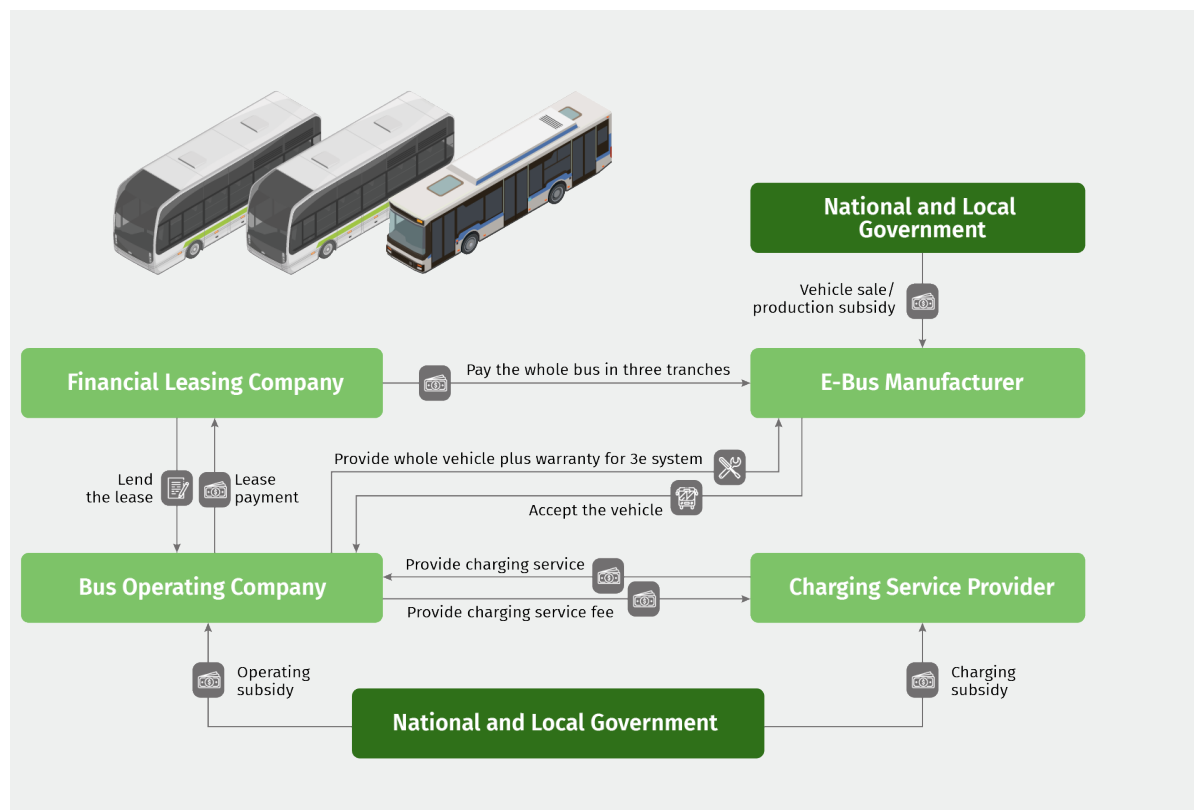 National and Local
Government
Vehicle sale/
production subsidy
Financial Leasing Company
Pay the whole bus in three tranches
E-Bus Manufacturer
Lend
the lease
Lease
payment
Provide whole vehicle plus warranty for 3e system
Accept the vehicle
Bus Operating Company
Provide charging service
Provide charging service fee
Charging Service Provider
Operating
subsidy
National and Local Government
Charging
subsidy